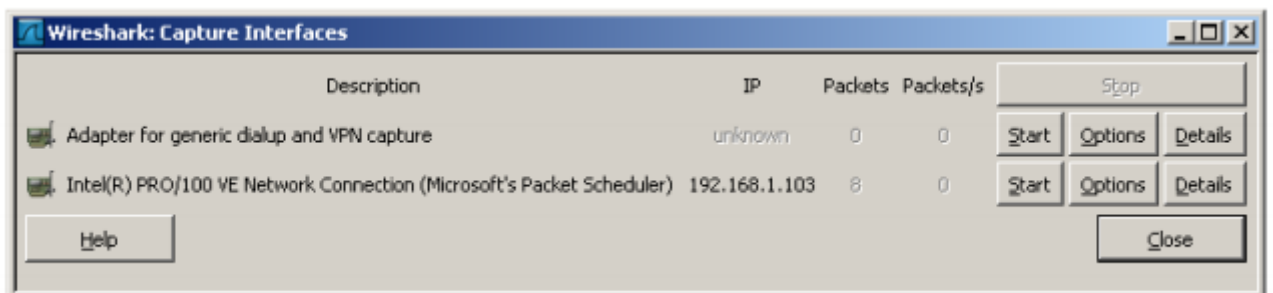 Wireshark: Capture Interfaces
Description IP Packets Packets/s Stop
Adapter for generic dialup and VPN capture unknown 0 0 Start Options Details
Intel(R) PRO/100 VE Network Connection (Microsoft's Packet Scheduler) 192.168.1.103 8 0 Start Options Details
Help Close